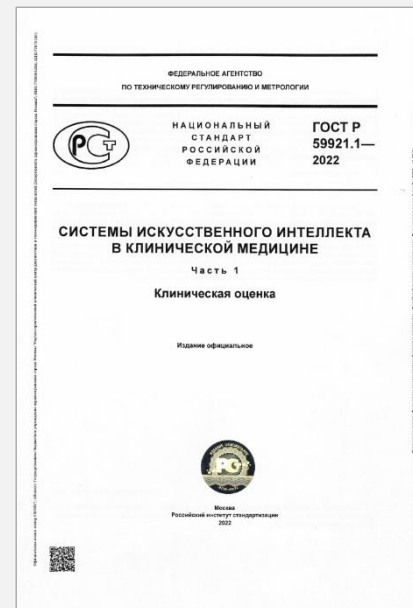 ФЕДЕРАЛЬНОЕ АГЕНТСТВО
ПО ТЕХНИЧЕСКОМУ РЕГУЛИРОВАНИЮ И МЕТРОЛОГИИ
НАЦИОНАЛЬНЫЙ
СТАНДАРТ
РОССИЙСКОЙ
ФЕДЕРАЦИИ
ГОСТ Р
59921.1—
2022
СИСТЕМЫ ИСКУССТВЕННОГО ИНТЕЛЛЕКТА
В КЛИНИЧЕСКОЙ МЕДИЦИНЕ
Часть 1
Клиническая оценка
Издание официальное
Москва
Российский институт стандартизации
2022